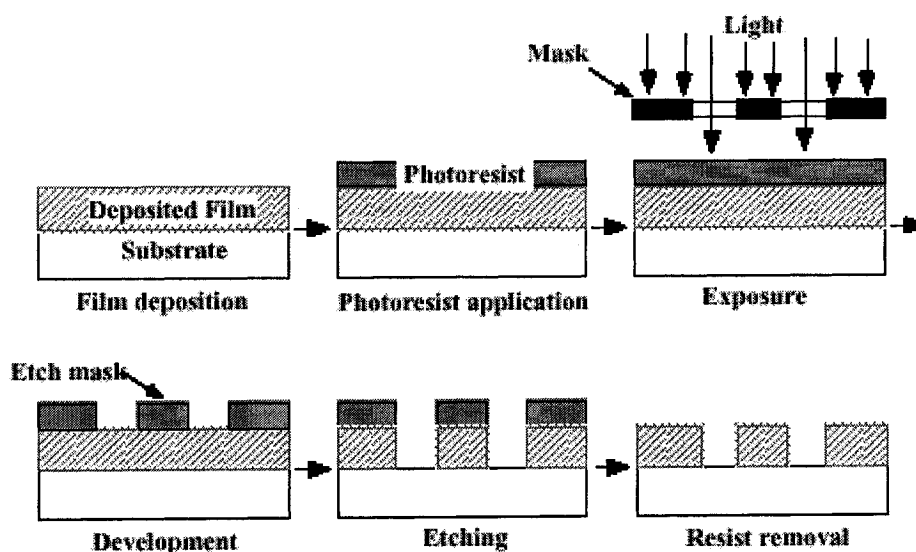 Light
Mask
Photoresist
Deposited Film
Substrate
Film deposition
Photoresist application
Exposure
Etch mask
Development
Etching
Resist removal